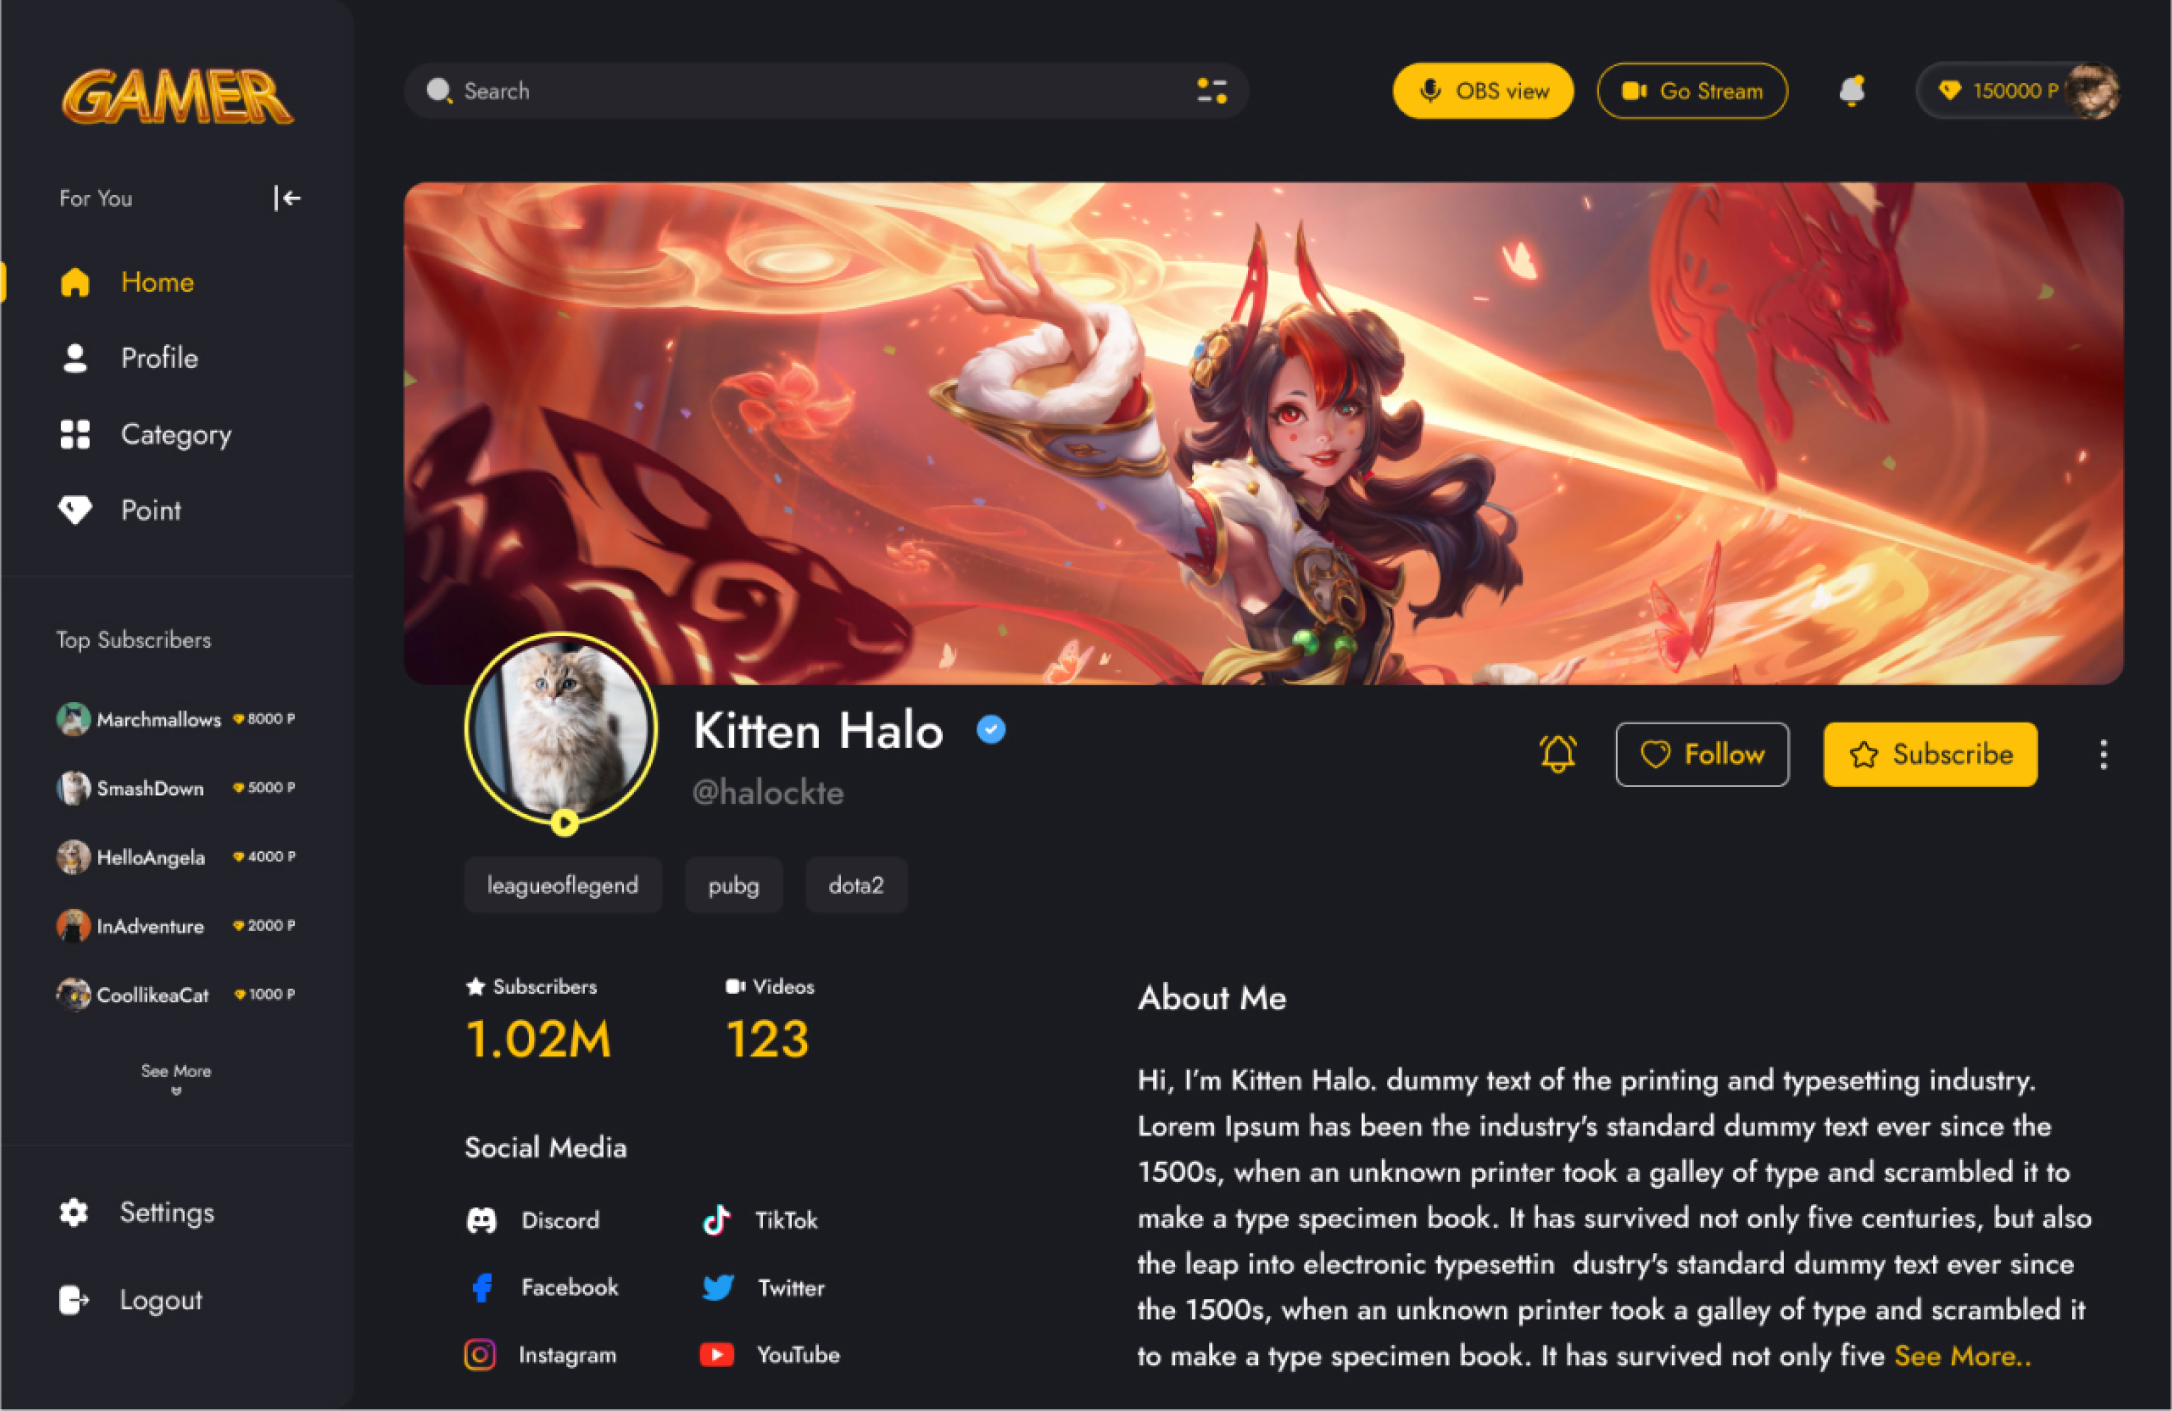 GAMER
For You
Home
Profile
Category
Point
Top Subscribers
Marchmallows 8000 P
SmashDown 5000 P
HelloAngela 4000 P
InAdventure 2000 P
CoollikeaCat 1000 P
See More
Settings
Logout
Search
OBS view
Go Stream
150000 P
Kitten Halo
@halockte
Follow
Subscribe
leagueoflegend
pubg
dota2
Subscribers
1.02M
Videos
123
Social Media
Discord
TikTok
Facebook
Twitter
Instagram
YouTube
About Me
Hi, I’m Kitten Halo. dummy text of the printing and typesetting industry.
Lorem Ipsum has been the industry’s standard dummy text ever since the
1500s, when an unknown printer took a galley of type and scrambled it to
make a type specimen book. It has survived not only five centuries, but also
the leap into electronic typesettin  dustry’s standard dummy text ever since
the 1500s, when an unknown printer took a galley of type and scrambled it
to make a type specimen book. It has survived not only five See More..